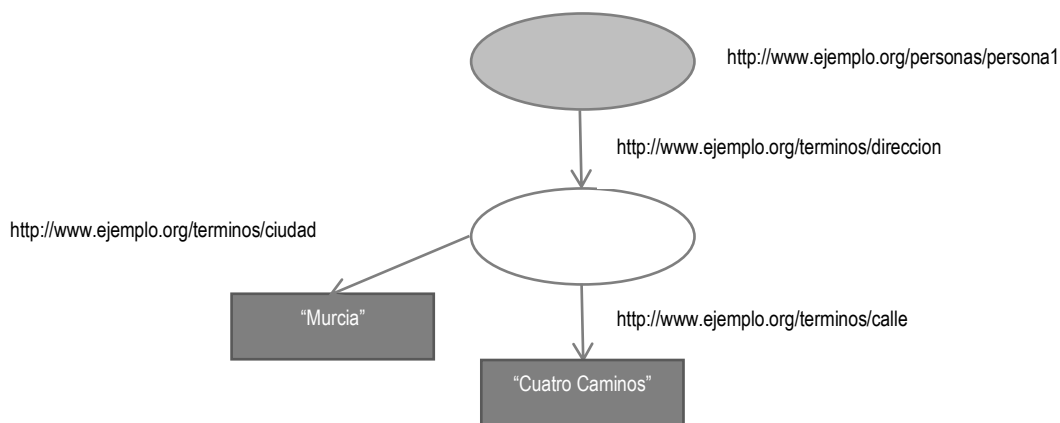 http://www.ejemplo.org/personas/persona1
http://www.ejemplo.org/terminos/direccion
http://www.ejemplo.org/terminos/ciudad
“Murcia”
http://www.ejemplo.org/terminos/calle
“Cuatro Caminos”